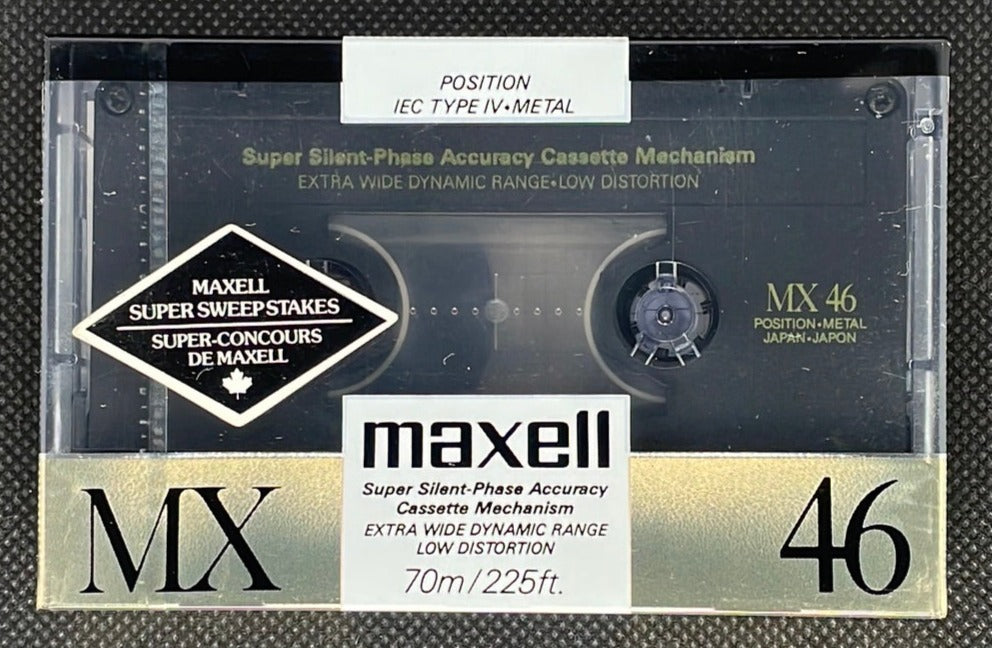 POSITION
IEC TYPE IV•METAL
Super Silent-Phase Accuracy Cassette Mechanism
EXTRA WIDE DYNAMIC RANGE•LOW DISTORTION
MAXELL
SUPER SWEEPSTAKES
SUPER-CONCOURS
DE MAXELL
MX 46
POSITION•METAL
JAPAN•JAPON
maxell
Super Silent-Phase Accuracy
Cassette Mechanism
EXTRA WIDE DYNAMIC RANGE
LOW DISTORTION
70m/225ft.
MX
46